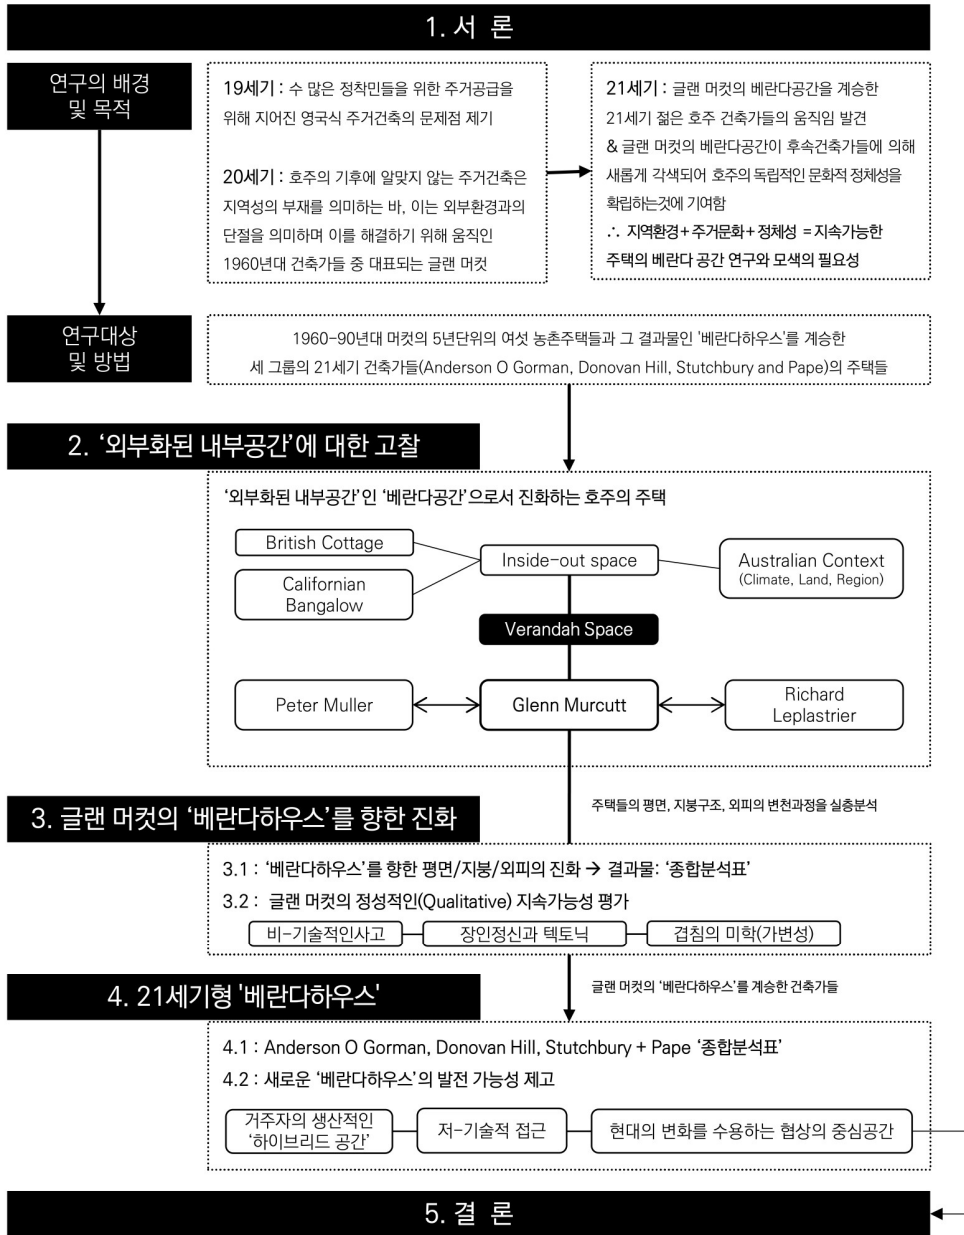 1. 서 론
연구의 배경
및 목적
19세기 : 수 많은 정착민들을 위한 주거공급을
위해 지어진 영국식 주거건축의 문제점 제기
20세기 : 호주의 기후에 알맞지 않는 주거건축은
지역성의 부재를 의미하는 바, 이는 외부환경과의
단절을 의미하며 이를 해결하기 위해 움직인
1960년대 건축가들 중 대표되는 글랜 머컷
21세기 : 글랜 머컷의 베란다공간을 계승한
21세기 젊은 호주 건축가들의 움직임 발견
& 글랜 머컷의 베란다공간이 후속건축가들에 의해
새롭게 각색되어 호주의 독립적인 문화적 정체성을
확립하는것에 기여함
∴ 지역환경+주거문화+정체성 =지속가능한
주택의 베란다 공간 연구와 모색의 필요성
연구대상
및 방법
1960-90년대 머컷의 5년단위의 여섯 농촌주택들과 그 결과물인 '베란다하우스'를 계승한
세 그룹의 21세기 건축가들(Anderson O Gorman, Donovan Hill, Stutchbury and Pape)의 주택들
2. ‘외부화된 내부공간’에 대한 고찰
‘외부화된 내부공간’인 ‘베란다공간’으로서 진화하는 호주의 주택
British Cottage
Californian
Bangalow
Inside-out space
Australian Context
(Climate, Land, Region)
Verandah Space
Peter Muller
Glenn Murcutt
Richard
Leplastrier
주택들의 평면, 지붕구조, 외피의 변천과정을 실층분석
3. 글랜 머컷의 ‘베란다하우스’를 향한 진화
3.1 : ‘베란다하우스’를 향한 평면/지붕/외피의 진화 → 결과물: ‘종합분석표’
3.2 : 글랜 머컷의 정성적인(Qualitative) 지속가능성 평가
비-기술적인사고
장인정신과 텍토닉
겹침의 미학(가변성)
글랜 머컷의 ‘베란다하우스’를 계승한 건축가들
4. 21세기형 '베란다하우스'
4.1 : Anderson O Gorman, Donovan Hill, Stutchbury + Pape ‘종합분석표’
4.2 : 새로운 ‘베란다하우스’의 발전 가능성 제고
거주자의 생산적인
‘하이브리드 공간’
저-기술적 접근
현대의 변화를 수용하는 협상의 중심공간
5. 결 론